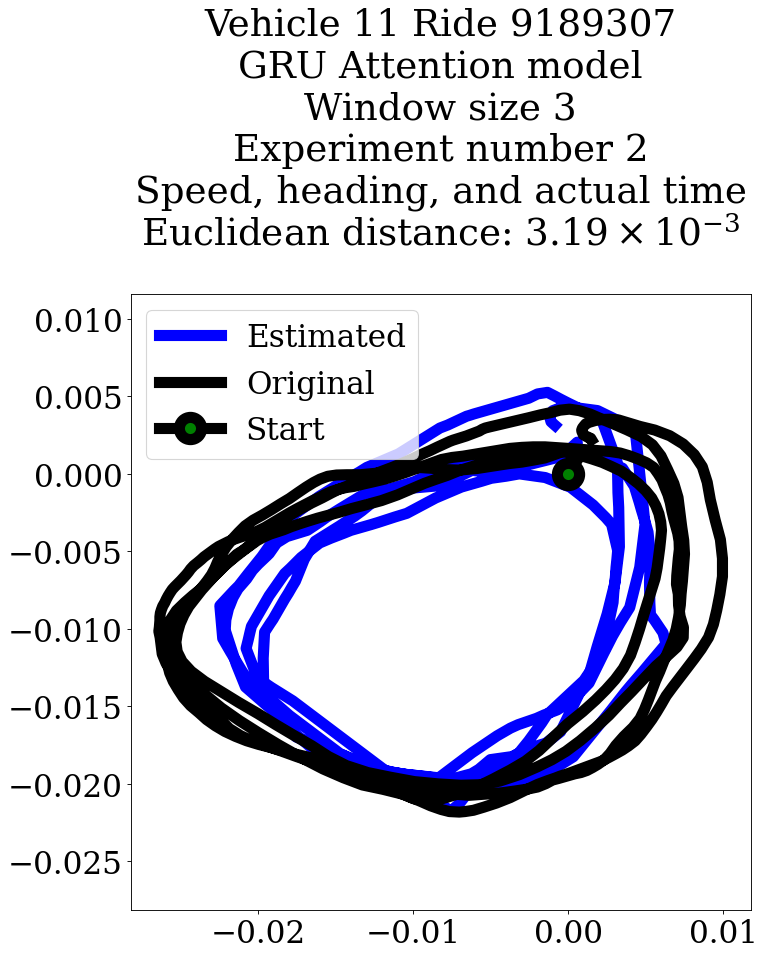 Vehicle 11 Ride 9189307
GRU Attention model
Window size 3
Experiment number 2
Speed, heading, and actual time
Euclidean distance: 3.19 × 10⁻³
0.010
0.005
0.000
−0.005
−0.010
−0.015
−0.020
−0.025
Estimated
Original
Start
−0.02
−0.01
0.00
0.01